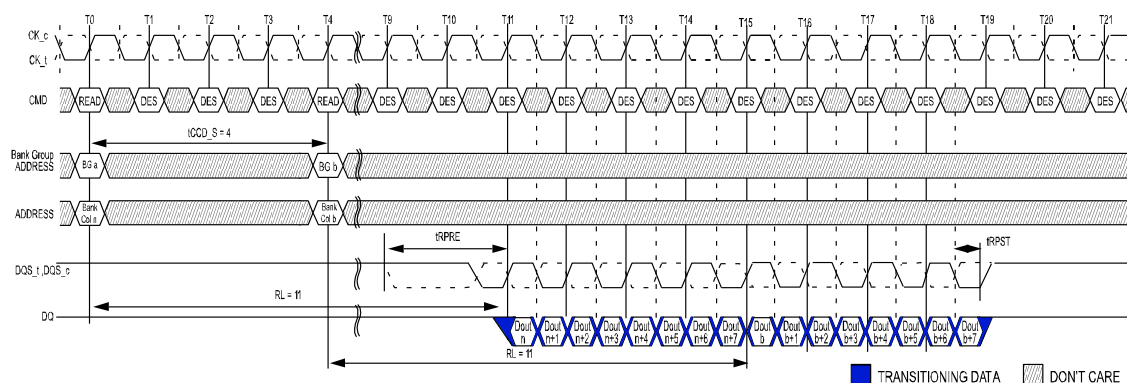 T0 T1 T2 T3 T4 T9 T10 T11 T12 T13 T14 T15 T16 T17 T18 T19 T20 T21
CK_c
CK_t
CMD READ DES DES DES READ DES DES DES DES DES DES DES DES DES DES DES DES DES
tCCD_S = 4
Bank Group
ADDRESS BG a BG b
ADDRESS Bank Col n Bank Col b
tRPRE tRPST
DQS_t ,DQS_c
RL = 11
DQ Dout n Dout n+1 Dout n+2 Dout n+3 Dout n+4 Dout n+5 Dout n+6 Dout n+7 Dout b Dout b+1 Dout b+2 Dout b+3 Dout b+4 Dout b+5 Dout b+6 Dout b+7
RL = 11
TRANSITIONING DATA DON'T CARE